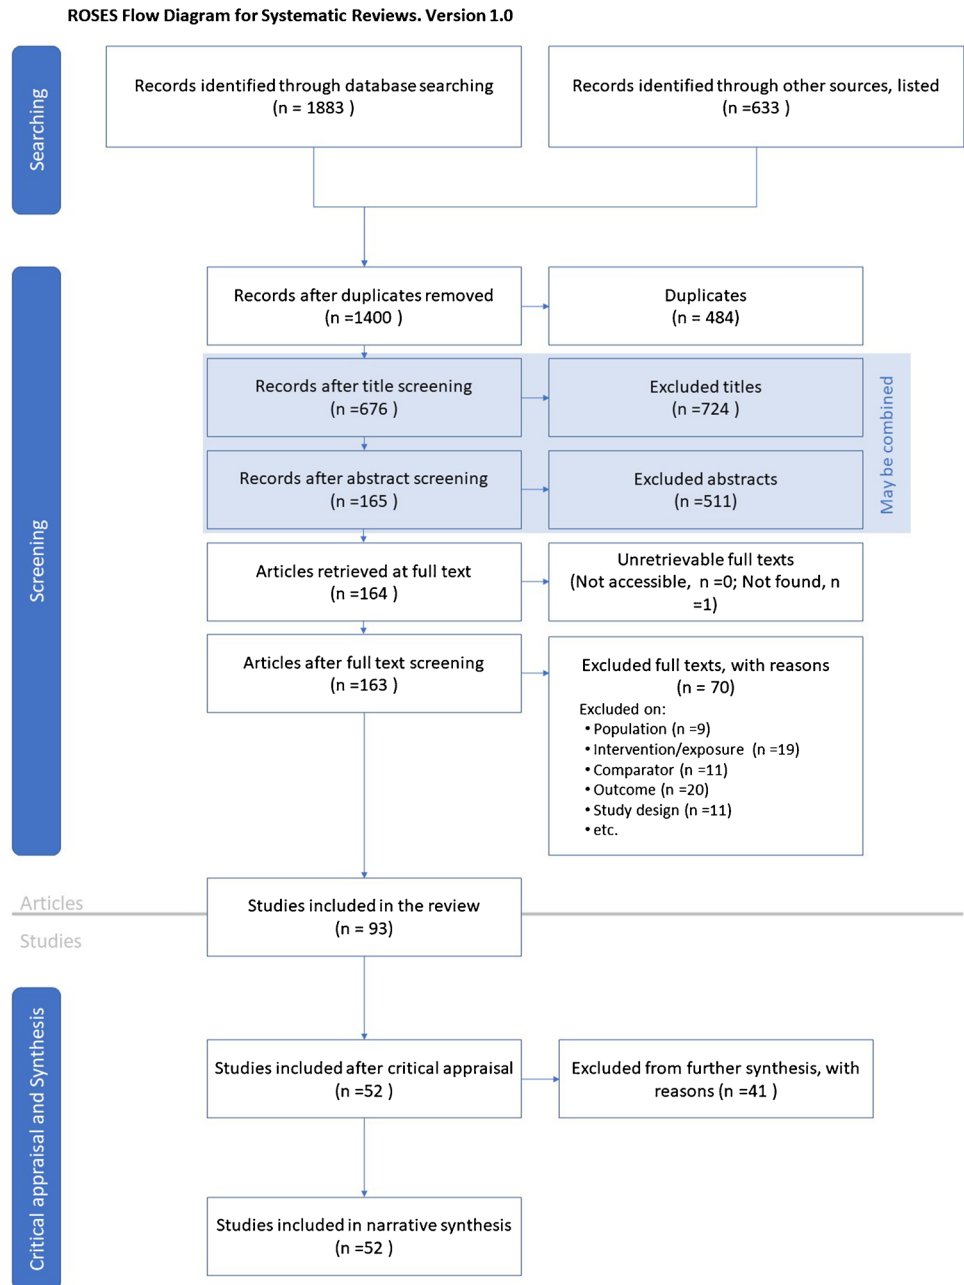 ROSES Flow Diagram for Systematic Reviews. Version 1.0
Searching
Records identified through database searching
(n = 1883 )
Records identified through other sources, listed
(n =633 )
Screening
Records after duplicates removed
(n =1400 )
Duplicates
(n = 484)
Records after title screening
(n =676 )
Excluded titles
(n =724 )
May be combined
Records after abstract screening
(n =165 )
Excluded abstracts
(n =511)
Articles retrieved at full text
(n =164 )
Unretrievable full texts
(Not accessible, n =0; Not found, n
=1)
Articles after full text screening
(n =163 )
Excluded full texts, with reasons
(n = 70)
Excluded on:
• Population (n =9)
• Intervention/exposure (n =19)
• Comparator (n =11)
• Outcome (n =20)
• Study design (n =11)
• etc.
Articles
Studies
Studies included in the review
(n = 93)
Critical appraisal and Synthesis
Studies included after critical appraisal
(n =52 )
Excluded from further synthesis, with
reasons (n =41 )
Studies included in narrative synthesis
(n =52 )